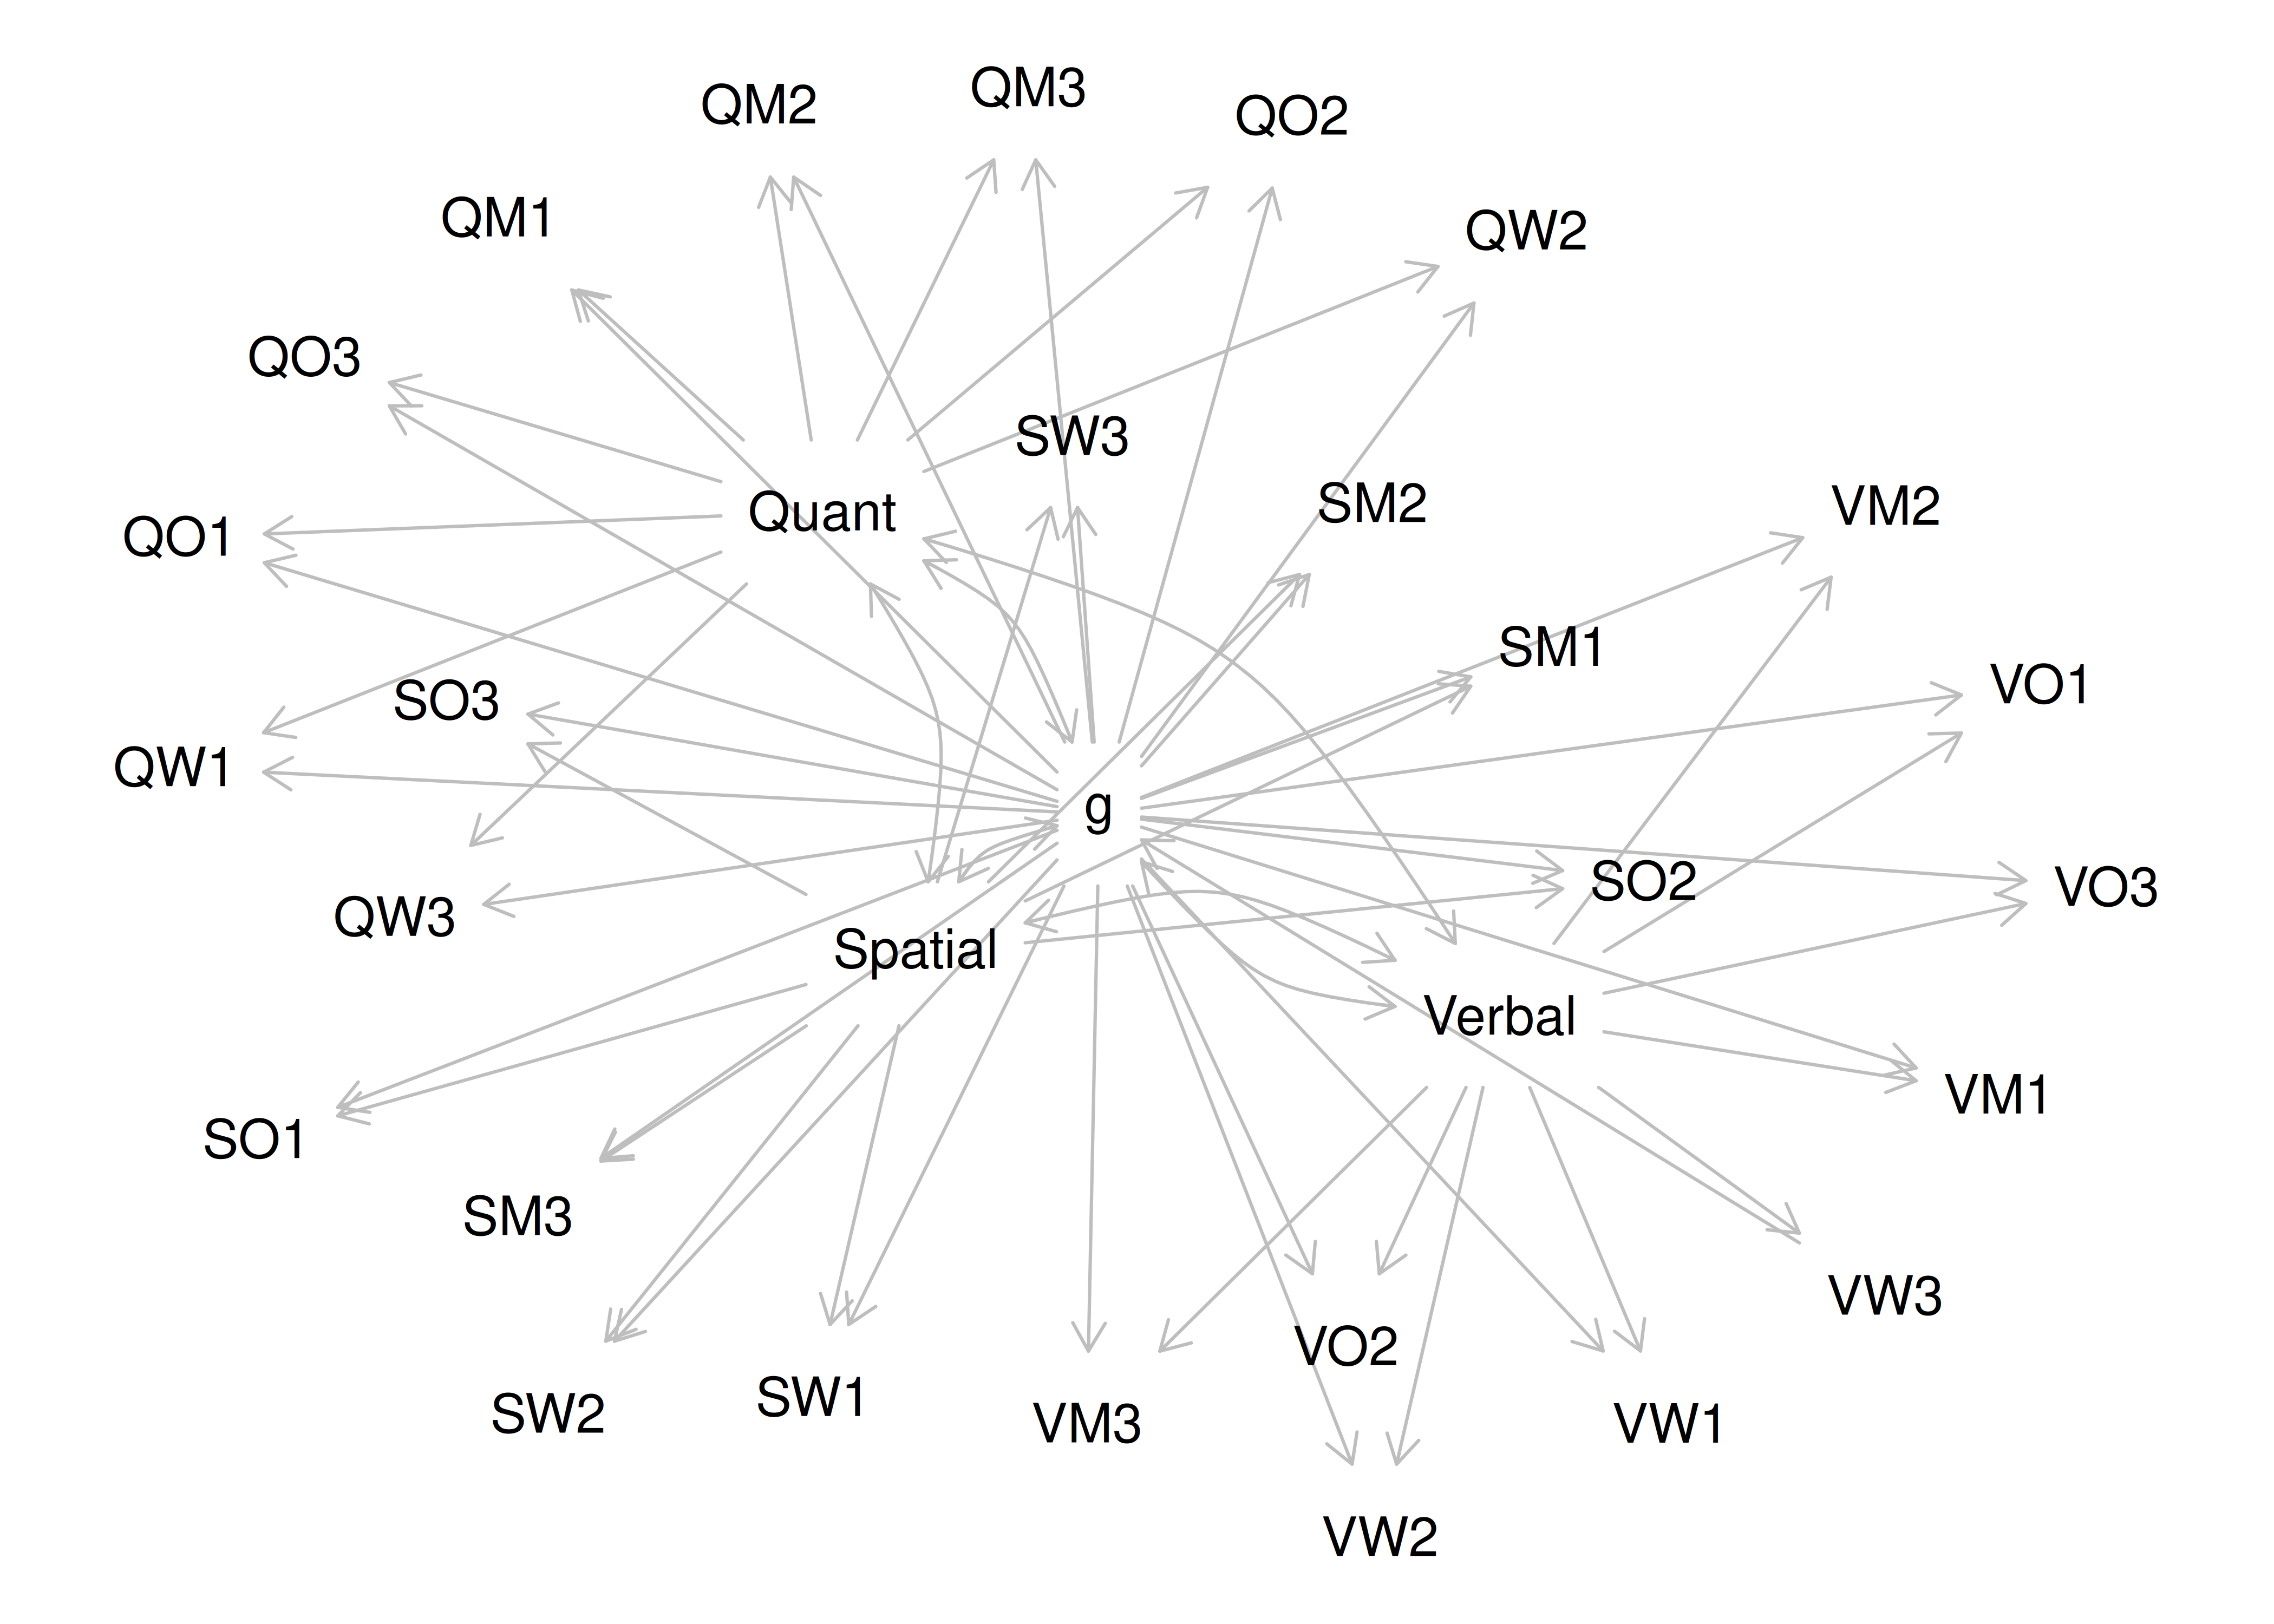 QM3
QM2
QO2
QM1
QW2
QO3
SW3
SM2
VM2
Quant
QO1
SM1
VO1
SO3
QW1
g
SO2
VO3
QW3
Spatial
Verbal
VM1
SO1
SM3
VW3
VO2
SW1
SW2
VM3
VW1
VW2